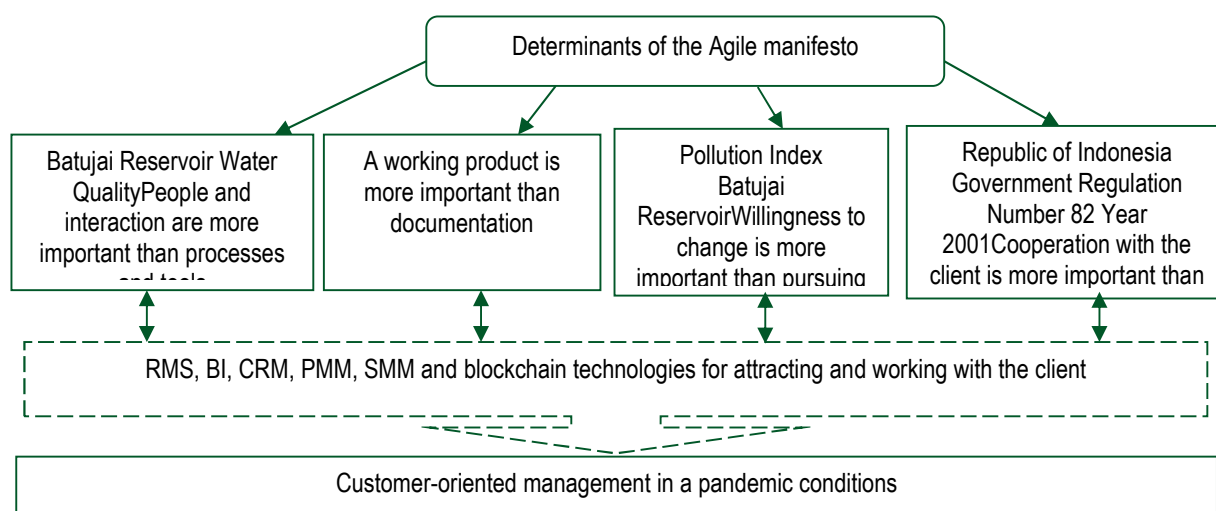 Determinants of the Agile manifesto
Batujai Reservoir Water
QualityPeople and
interaction are more
important than processes
and tools
A working product is
more important than
documentation
Pollution Index
Batujai
ReservoirWillingness to
change is more
important than pursuing
Republic of Indonesia
Government Regulation
Number 82 Year
2001Cooperation with the
client is more important than
RMS, BI, CRM, PMM, SMM and blockchain technologies for attracting and working with the client
Customer-oriented management in a pandemic conditions